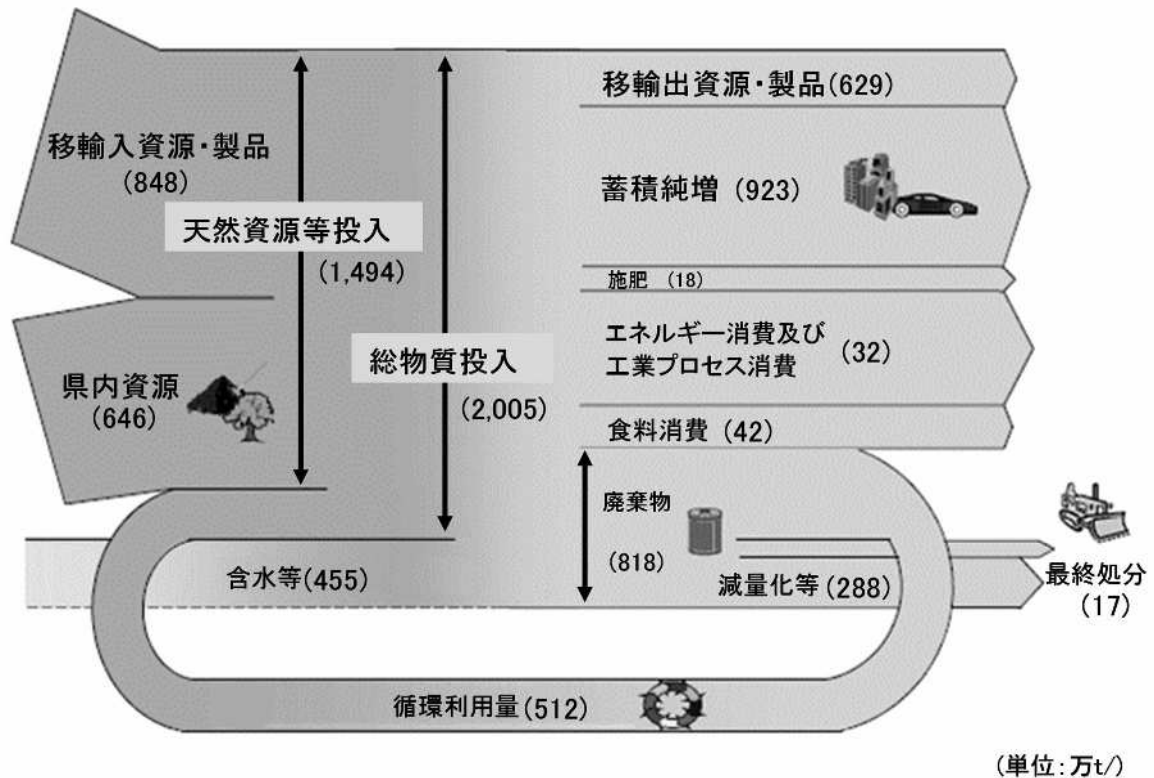 移輸入資源・製品
(848)
天然資源等投入
(1,494)
県内資源
(646)
総物質投入
(2,005)
移輸出資源・製品(629)
蓄積純増 (923)
施肥 (18)
エネルギー消費及び
工業プロセス消費 (32)
食料消費 (42)
廃棄物
(818)
含水等(455)
減量化等(288)
最終処分
(17)
循環利用量(512)
(単位:万t/)